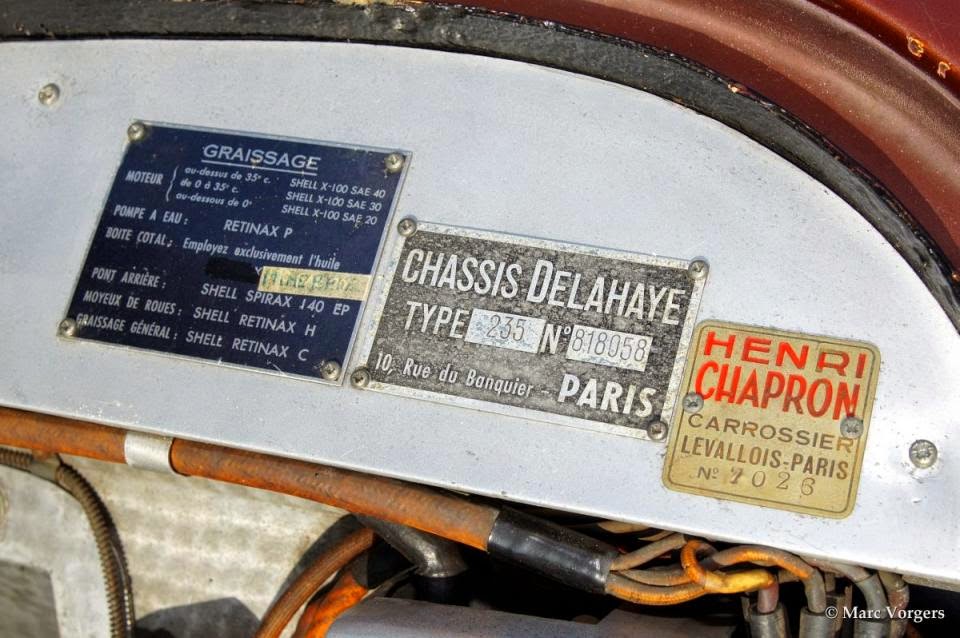 GRAISSAGE
MOTEUR
au-dessus de 35° c. SHELL X-100 SAE 40
de 0 à 35° c. SHELL X-100 SAE 30
au-dessous de 0° SHELL X-100 SAE 20
POMPE A EAU: RETINAX P
BOITE COTAL: Employez exclusivement l'huile
PONT ARRIÈRE: SHELL SPIRAX 140 EP
MOYEUX DE ROUES: SHELL RETINAX H
GRAISSAGE GÉNÉRAL: SHELL RETINAX C
CHASSIS DELAHAYE
TYPE 235 N° 818058
10, Rue du Banquier - PARIS
HENRI
CHAPRON
CARROSSIER
LEVALLOIS-PARIS
N° 7026
© Marc Vorgers